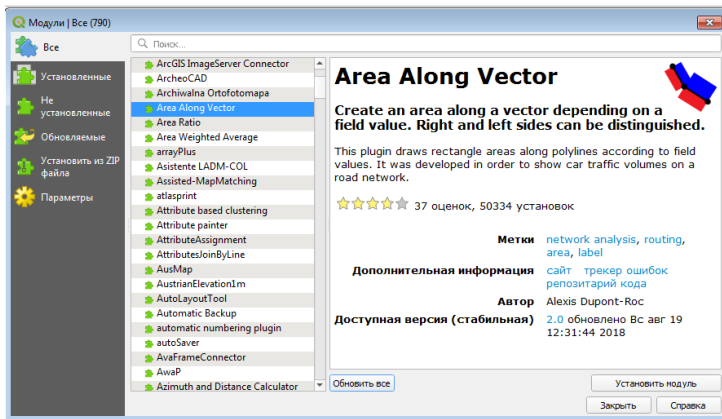 Модули | Все (790)
Все
Установленные
Не
установленные
Обновляемые
Установить из ZIP
файла
Параметры
Поиск...
ArcGIS ImageServer Connector
ArcheoCAD
Archiwalna Ortofotomapa
Area Along Vector
Area Ratio
Area Weighted Average
arrayPlus
Asistente LADM-COL
Assisted-MapMatching
atlasprint
Attribute based clustering
Attribute painter
AttributeAssignment
AttributesJoinByLine
AusMap
AustrianElevation1m
AutoLayoutTool
Automatic Backup
automatic numbering plugin
autoSaver
AvaFrameConnector
AwaP
Azimuth and Distance Calculator
Area Along Vector
Create an area along a vector depending on a
field value. Right and left sides can be distinguished.
This plugin draws rectangle areas along polylines according to field
values. It was developed in order to show car traffic volumes on a
road network.
37 оценок, 50334 установок
Метки network analysis, routing,
area, label
Дополнительная информация сайт трекер ошибок
репозитарий кода
Автор Alexis Dupont-Roc
Доступная версия (стабильная) 2.0 обновлено Вс авг 19
12:31:44 2018
Обновить все
Установить модуль
Закрыть
Справка